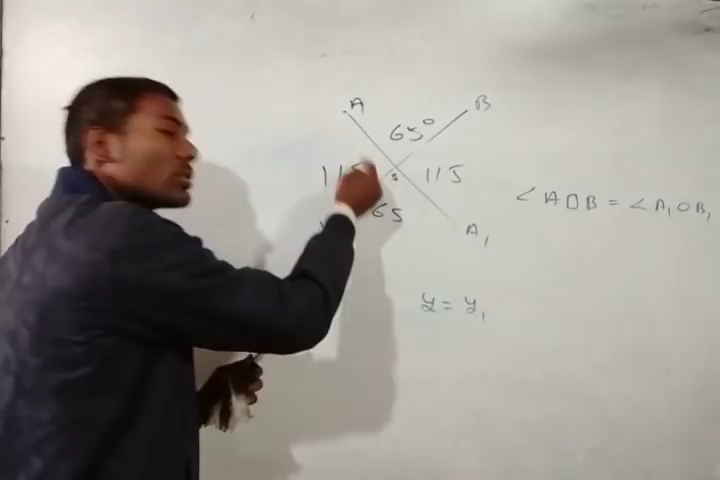 A B
65°
115 115
65
A₁
∠AOB = ∠A₁OB₁
y = y₁